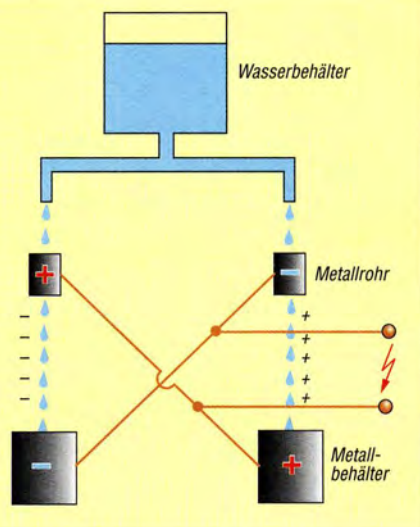 Wasserbehälter
+
−
Metallrohr
− +
− +
− +
− +
− +
−
+
Metall-
behälter